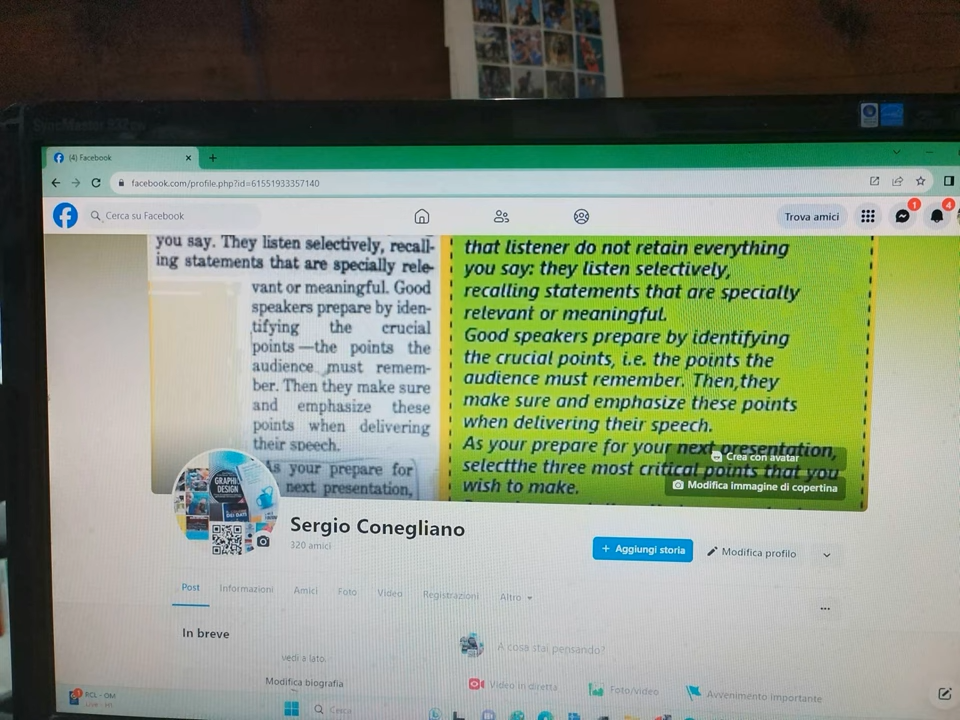 SyncMaster 932gw
(4) Facebook
facebook.com/profile.php?id=61551933357140
Cerca su Facebook
Trova amici
1
4
you say. They listen selectively, recall-
ing statements that are specially rele-
vant or meaningful. Good
speakers prepare by iden-
tifying the crucial
points—the points the
audience must remem-
ber. Then they make sure
and emphasize these
points when delivering
their speech.
As your prepare for
next presentation,
that listener do not retain everything
you say: they listen selectively,
recalling statements that are specially
relevant or meaningful.
Good speakers prepare by identifying
the crucial points, i.e. the points the
audience must remember. Then,they
make sure and emphasize these points
when delivering their speech.
As your prepare for your next presentation,
selectthe three most critical points that you
wish to make.
Crea con avatar
Modifica immagine di copertina
GRAPHIC
DESIGN
Sergio Conegliano
320 amici
+ Aggiungi storia
Modifica profilo
Post
Informazioni
Amici
Foto
Video
Registrazioni
Altro
In breve
vedi a lato.
Modifica biografia
A cosa stai pensando?
Video in diretta
Foto/video
Avvenimento importante
1
RCL - OM
Cerca